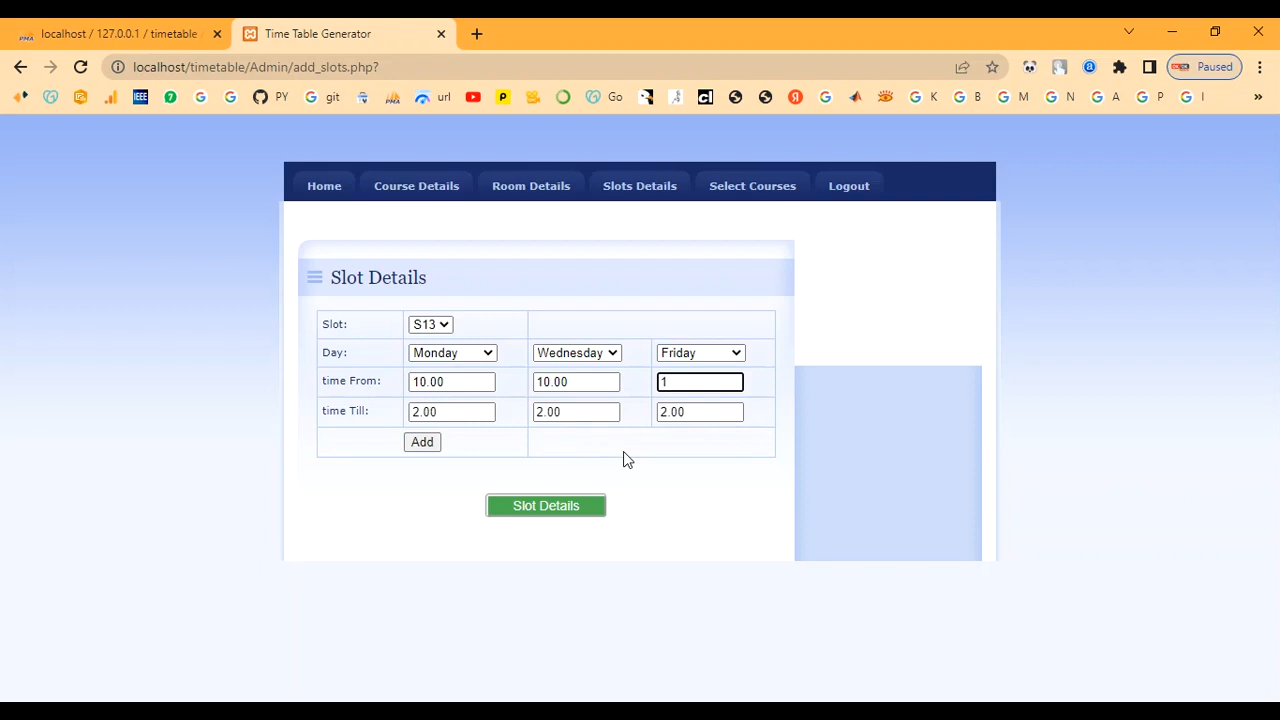 localhost / 127.0.0.1 / timetable
Time Table Generator
localhost/timetable/Admin/add_slots.php?
Paused
IEEE
PY
git
url
Go
K
B
M
N
A
P
I
Home
Course Details
Room Details
Slots Details
Select Courses
Logout
Slot Details
Slot:
S13
Day:
Monday
Wednesday
Friday
time From:
10.00
10.00
1
time Till:
2.00
2.00
2.00
Add
Slot Details